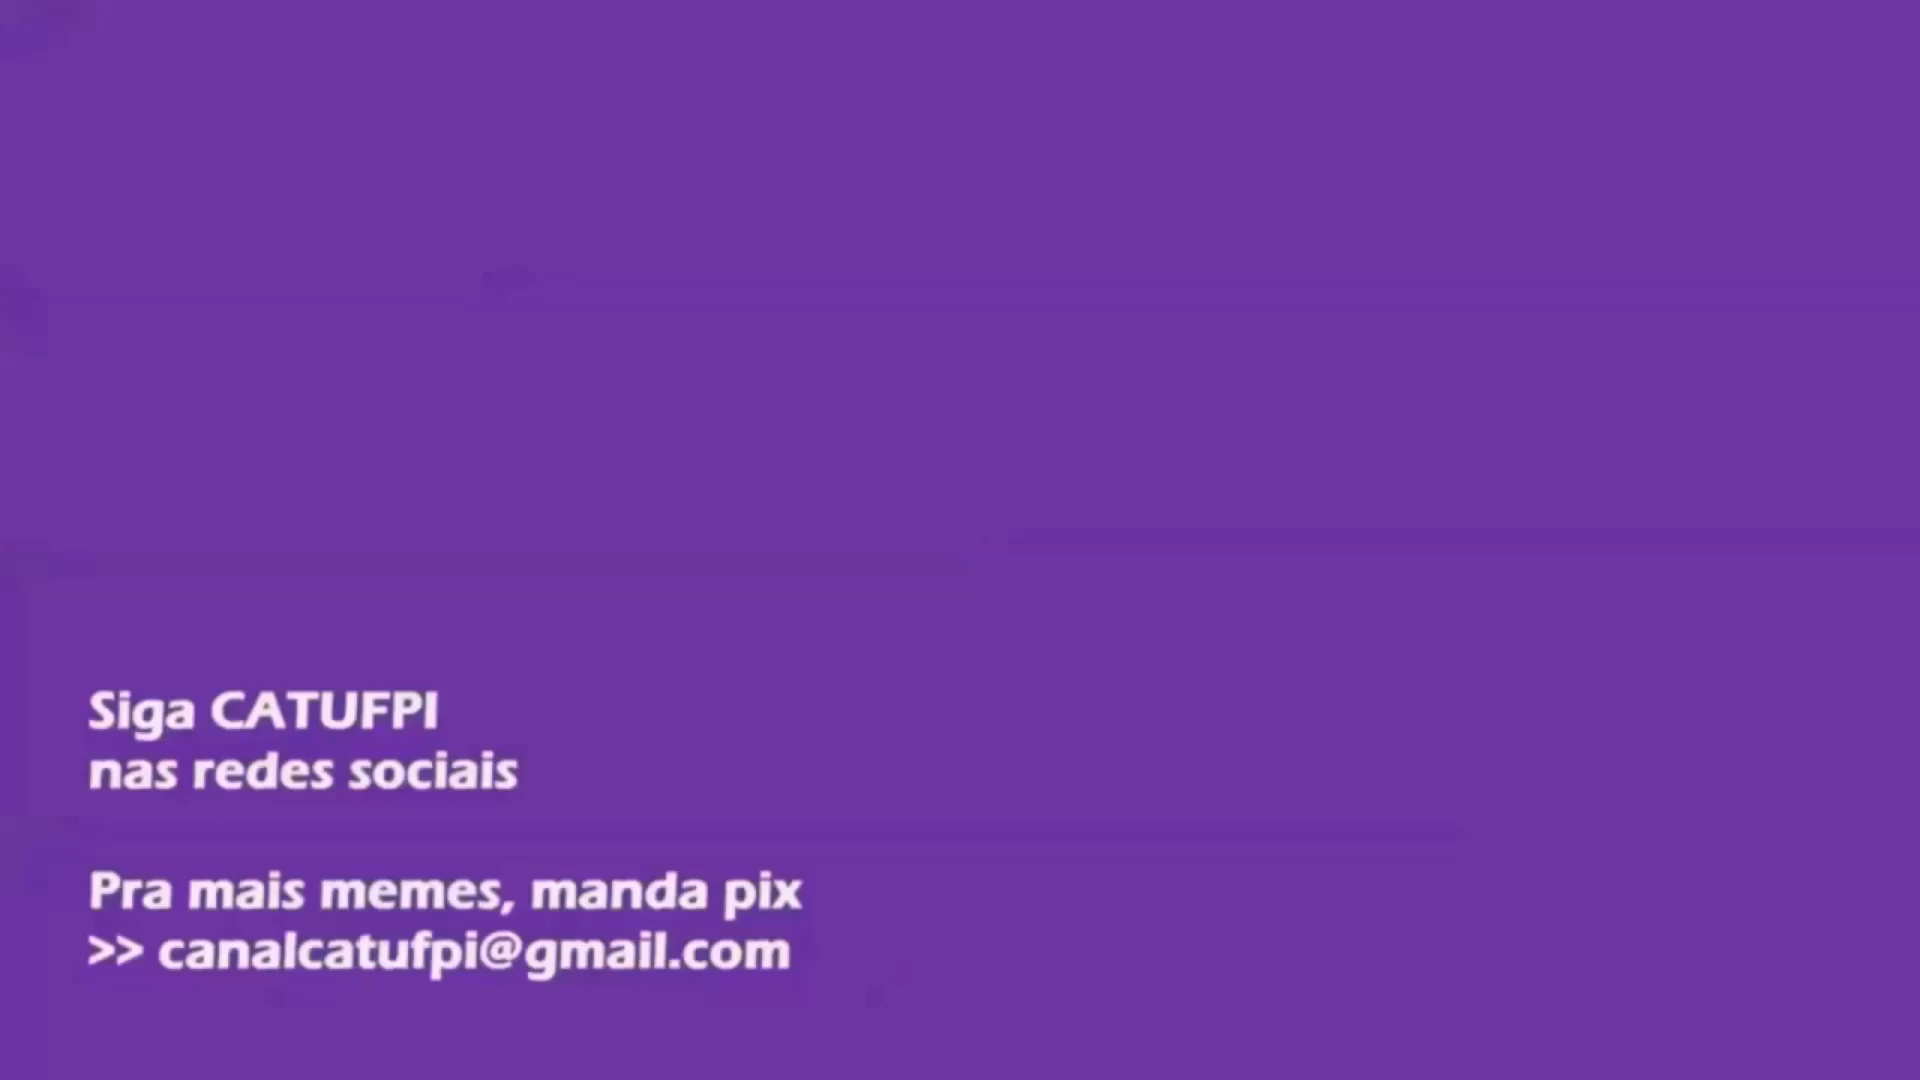 Siga CATUFPI
nas redes sociais
Pra mais memes, manda pix
>> canalcatufpi@gmail.com